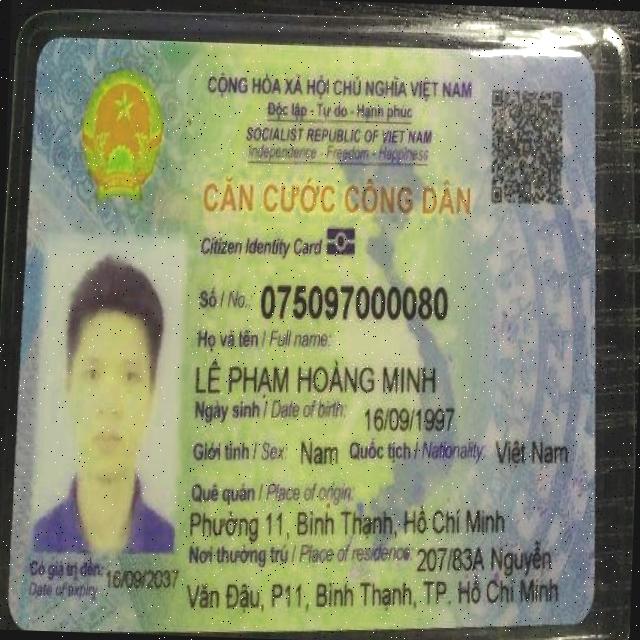 CỘNG HÒA XÃ HỘI CHỦ NGHĨA VIỆT NAM
Độc lập - Tự do - Hạnh phúc
SOCIALIST REPUBLIC OF VIET NAM
Independence - Freedom - Happiness
CĂN CƯỚC CÔNG DÂN
Citizen Identity Card
Số / No.: 075097000080
Họ và tên / Full name:
LÊ PHẠM HOÀNG MINH
Ngày sinh / Date of birth: 16/09/1997
Giới tính / Sex: Nam Quốc tịch / Nationality: Việt Nam
Quê quán / Place of origin:
Phường 11, Bình Thạnh, Hồ Chí Minh
Nơi thường trú / Place of residence: 207/83A Nguyễn
Văn Đậu, P11, Bình Thạnh, TP. Hồ Chí Minh
Có giá trị đến: 16/09/2037
Date of expiry